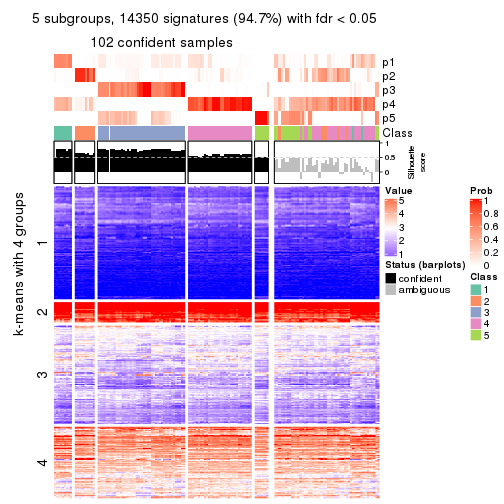 5 subgroups, 14350 signatures (94.7%) with fdr < 0.05
102 confident samples
p1
p2
p3
p4
p5
Class
1
0.5
0
Silhouette
score
k-means with 4 groups
1
2
3
4
Value
5
4
3
2
1
Status (barplots)
confident
ambiguous
Prob
1
0.8
0.6
0.4
0.2
0
Class
1
2
3
4
5